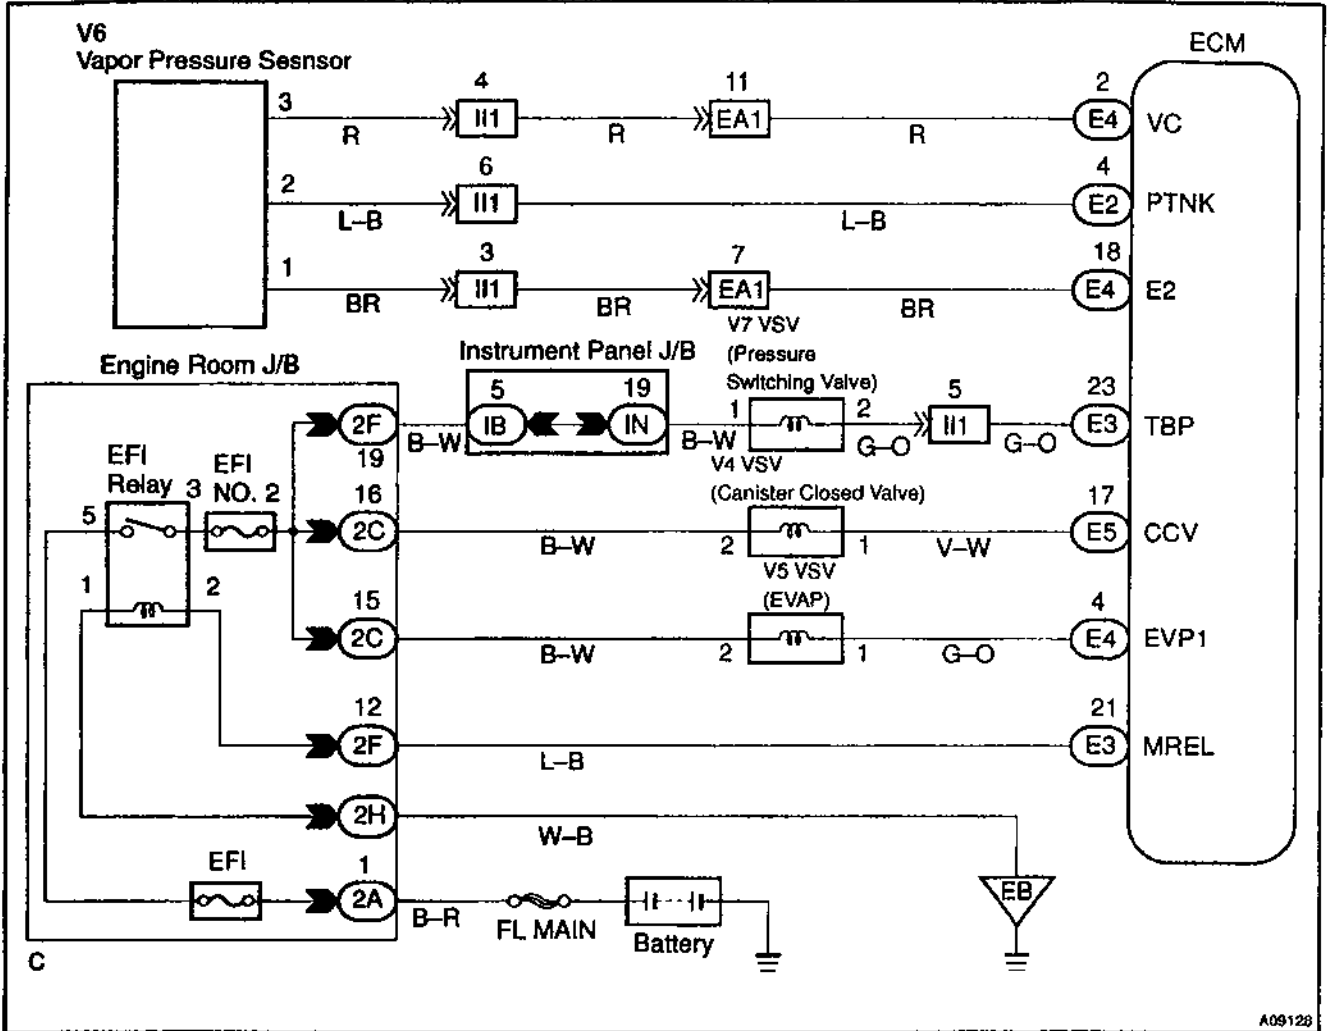 V6
Vapor Pressure Sesnsor
ECM
3
R
4
II1
R
11
EA1
R
2
E4
VC
2
L–B
6
II1
L–B
4
E2
PTNK
1
BR
3
II1
BR
7
EA1
BR
18
E4
E2
Engine Room J/B
Instrument Panel J/B
V7 VSV
(Pressure
Switching Valve)
2F
19
B–W
5
IB
19
IN
B–W
1
2
G–O
5
II1
G–O
23
E3
TBP
EFI
Relay
3
EFI
NO. 2
5
1
2
16
2C
B–W
V4 VSV
(Canister Closed Valve)
2
1
V–W
17
E5
CCV
15
2C
B–W
V5 VSV
(EVAP)
2
1
G–O
4
E4
EVP1
12
2F
L–B
21
E3
MREL
2H
W–B
EB
EFI
1
2A
B–R
FL MAIN
Battery
C
A09128